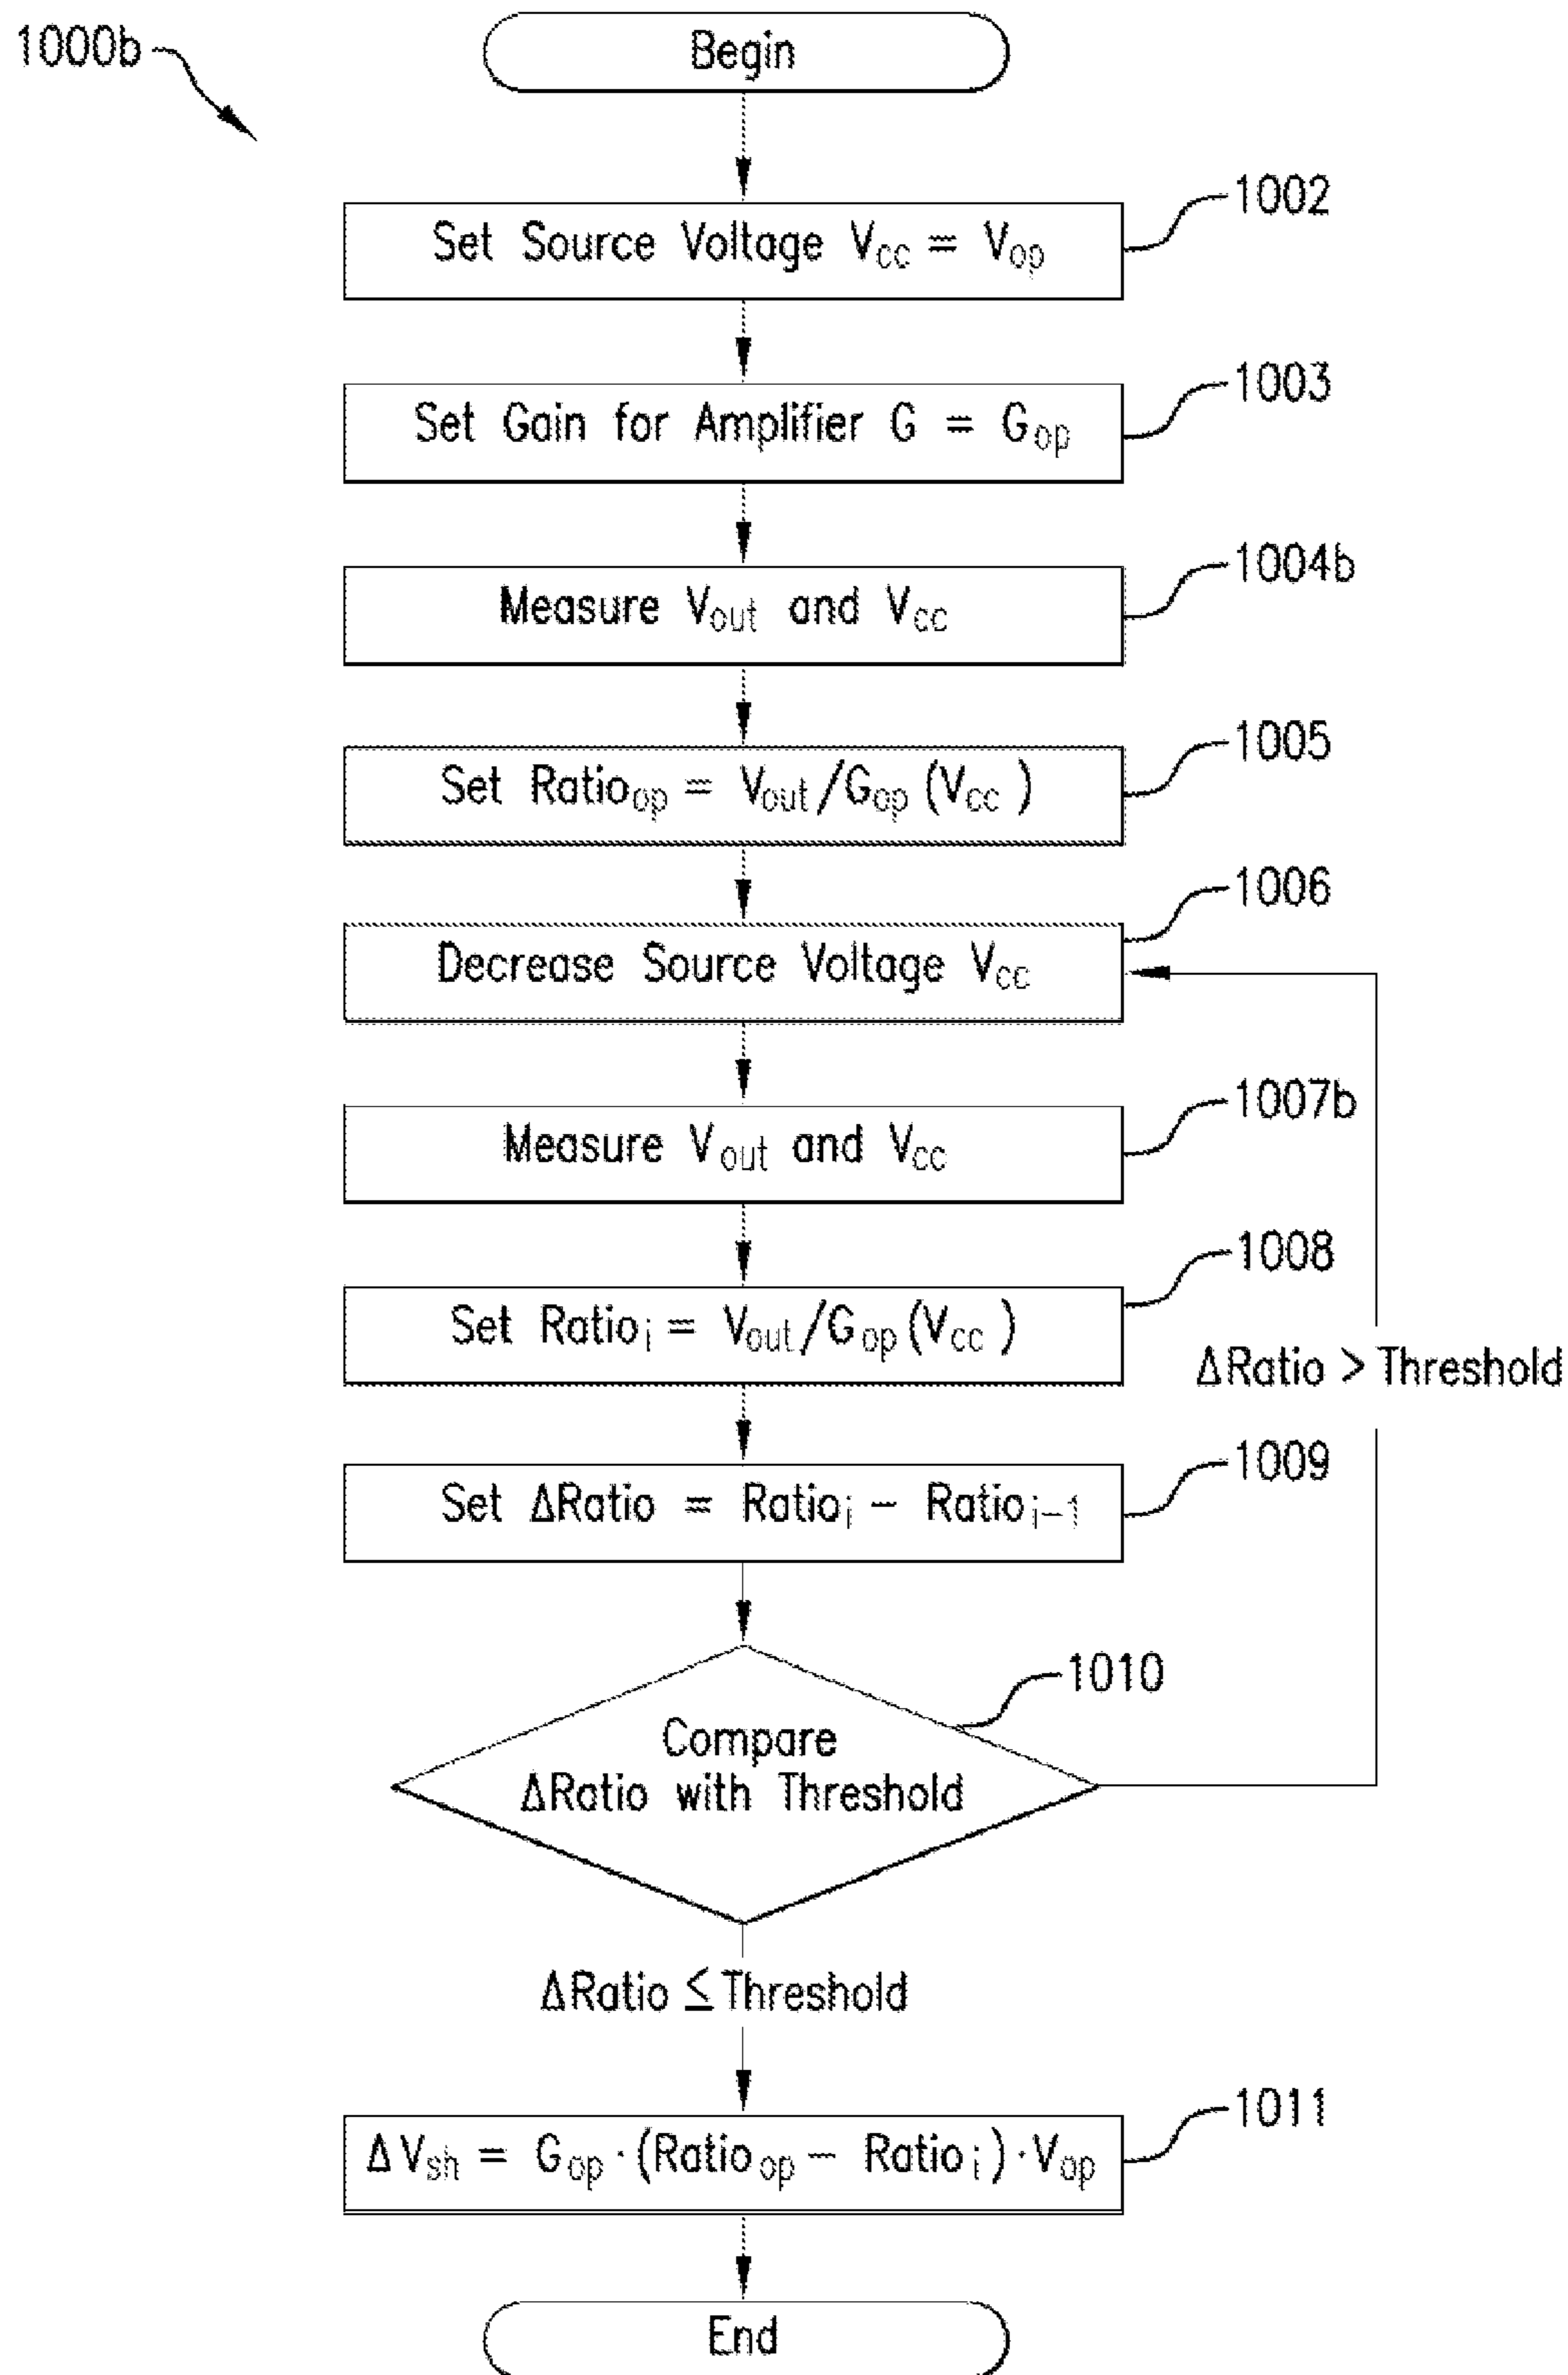 1000b
Begin
1002
Set Source Voltage Vcc = Vop
1003
Set Gain for Amplifier G = Gop
1004b
Measure Vout and Vcc
1005
Set Ratioop = Vout/Gop(Vcc)
1006
Decrease Source Voltage Vcc
1007b
Measure Vout and Vcc
1008
Set Ratioi = Vout/Gop(Vcc)
ΔRatio > Threshold
1009
Set ΔRatio = Ratioi – Ratioi–1
1010
Compare
ΔRatio with Threshold
ΔRatio ≤ Threshold
1011
ΔVsh = Gop · (Ratioop – Ratioi) · Vop
End